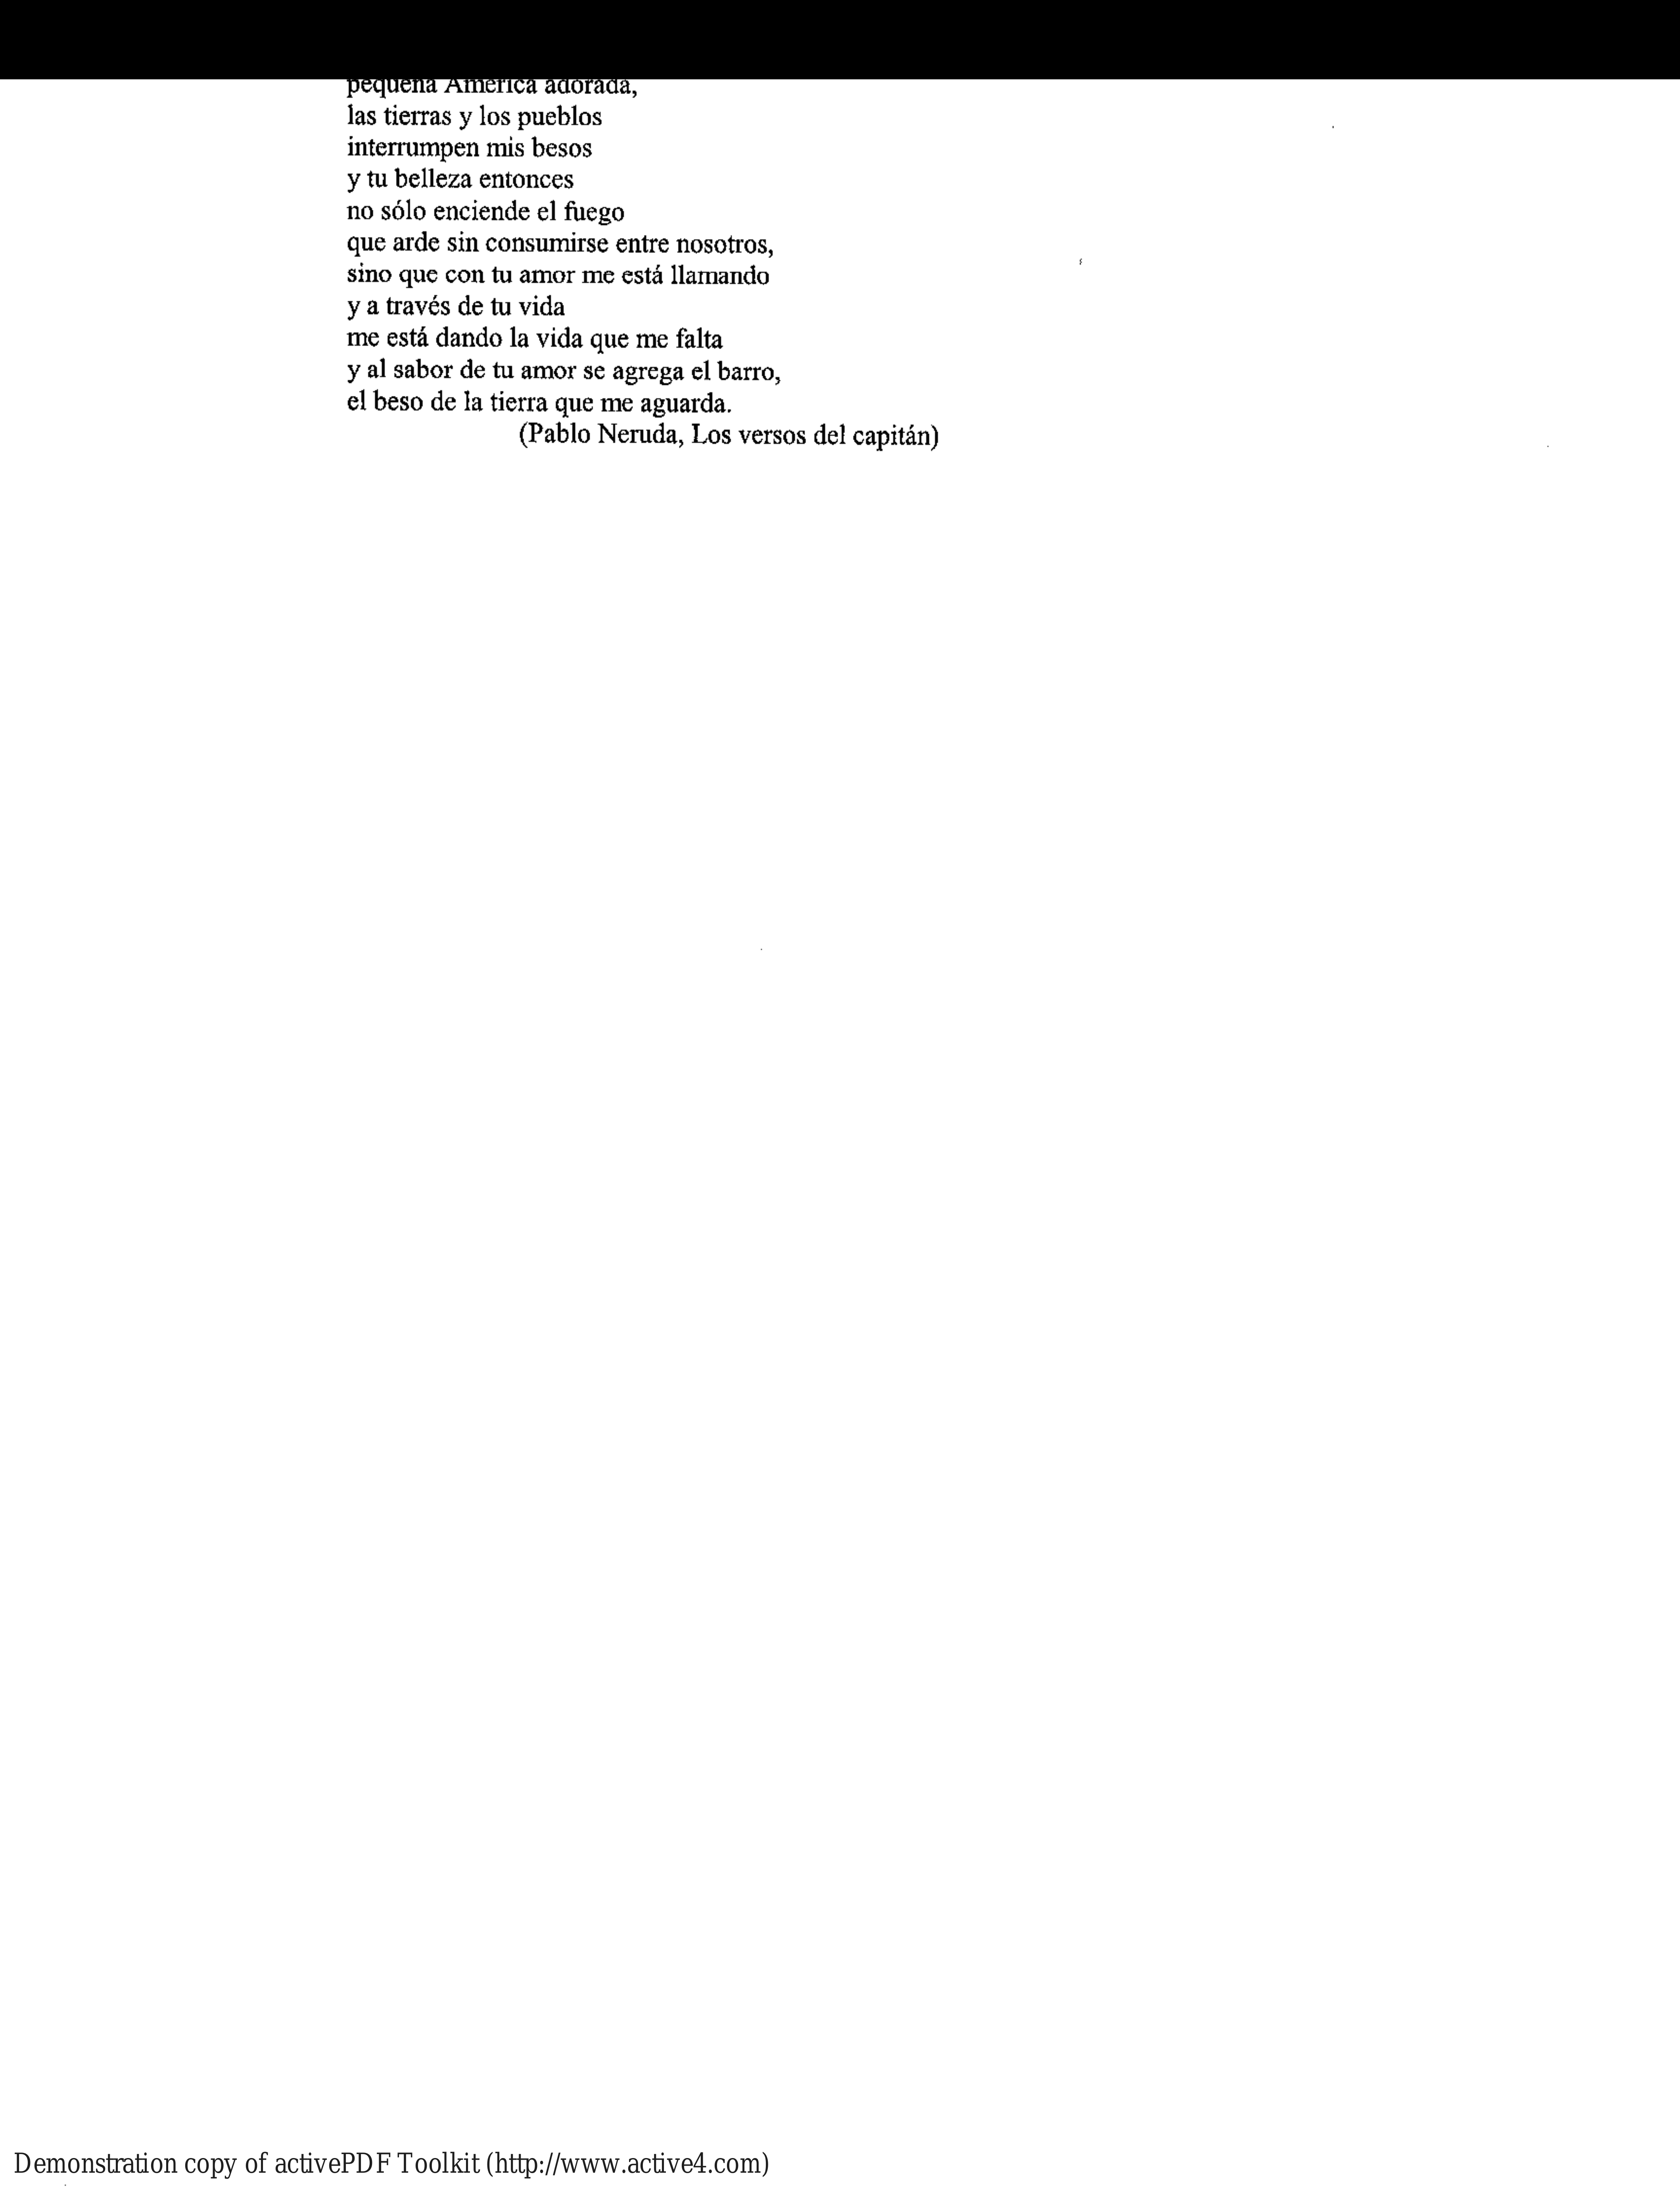 pequeña América adorada,
las tierras y los pueblos
interrumpen mis besos
y tu belleza entonces
no sólo enciende el fuego
que arde sin consumirse entre nosotros,
sino que con tu amor me está llamando
y a través de tu vida
me está dando la vida que me falta
y al sabor de tu amor se agrega el barro,
el beso de la tierra que me aguarda.
(Pablo Neruda, Los versos del capitán)
Demonstration copy of activePDF Toolkit (http://www.active4.com)